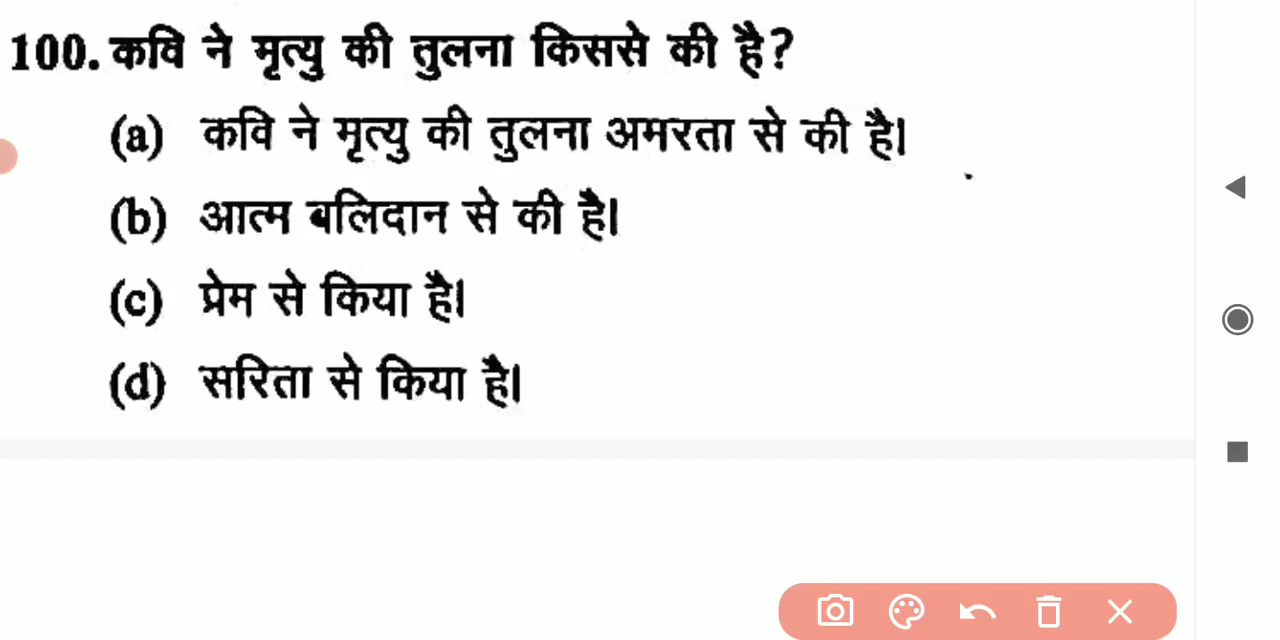 100. कवि ने मृत्यु की तुलना किससे की है?
(a) कवि ने मृत्यु की तुलना अमरता से की है।
(b) आत्म बलिदान से की है।
(c) प्रेम से किया है।
(d) सरिता से किया है।